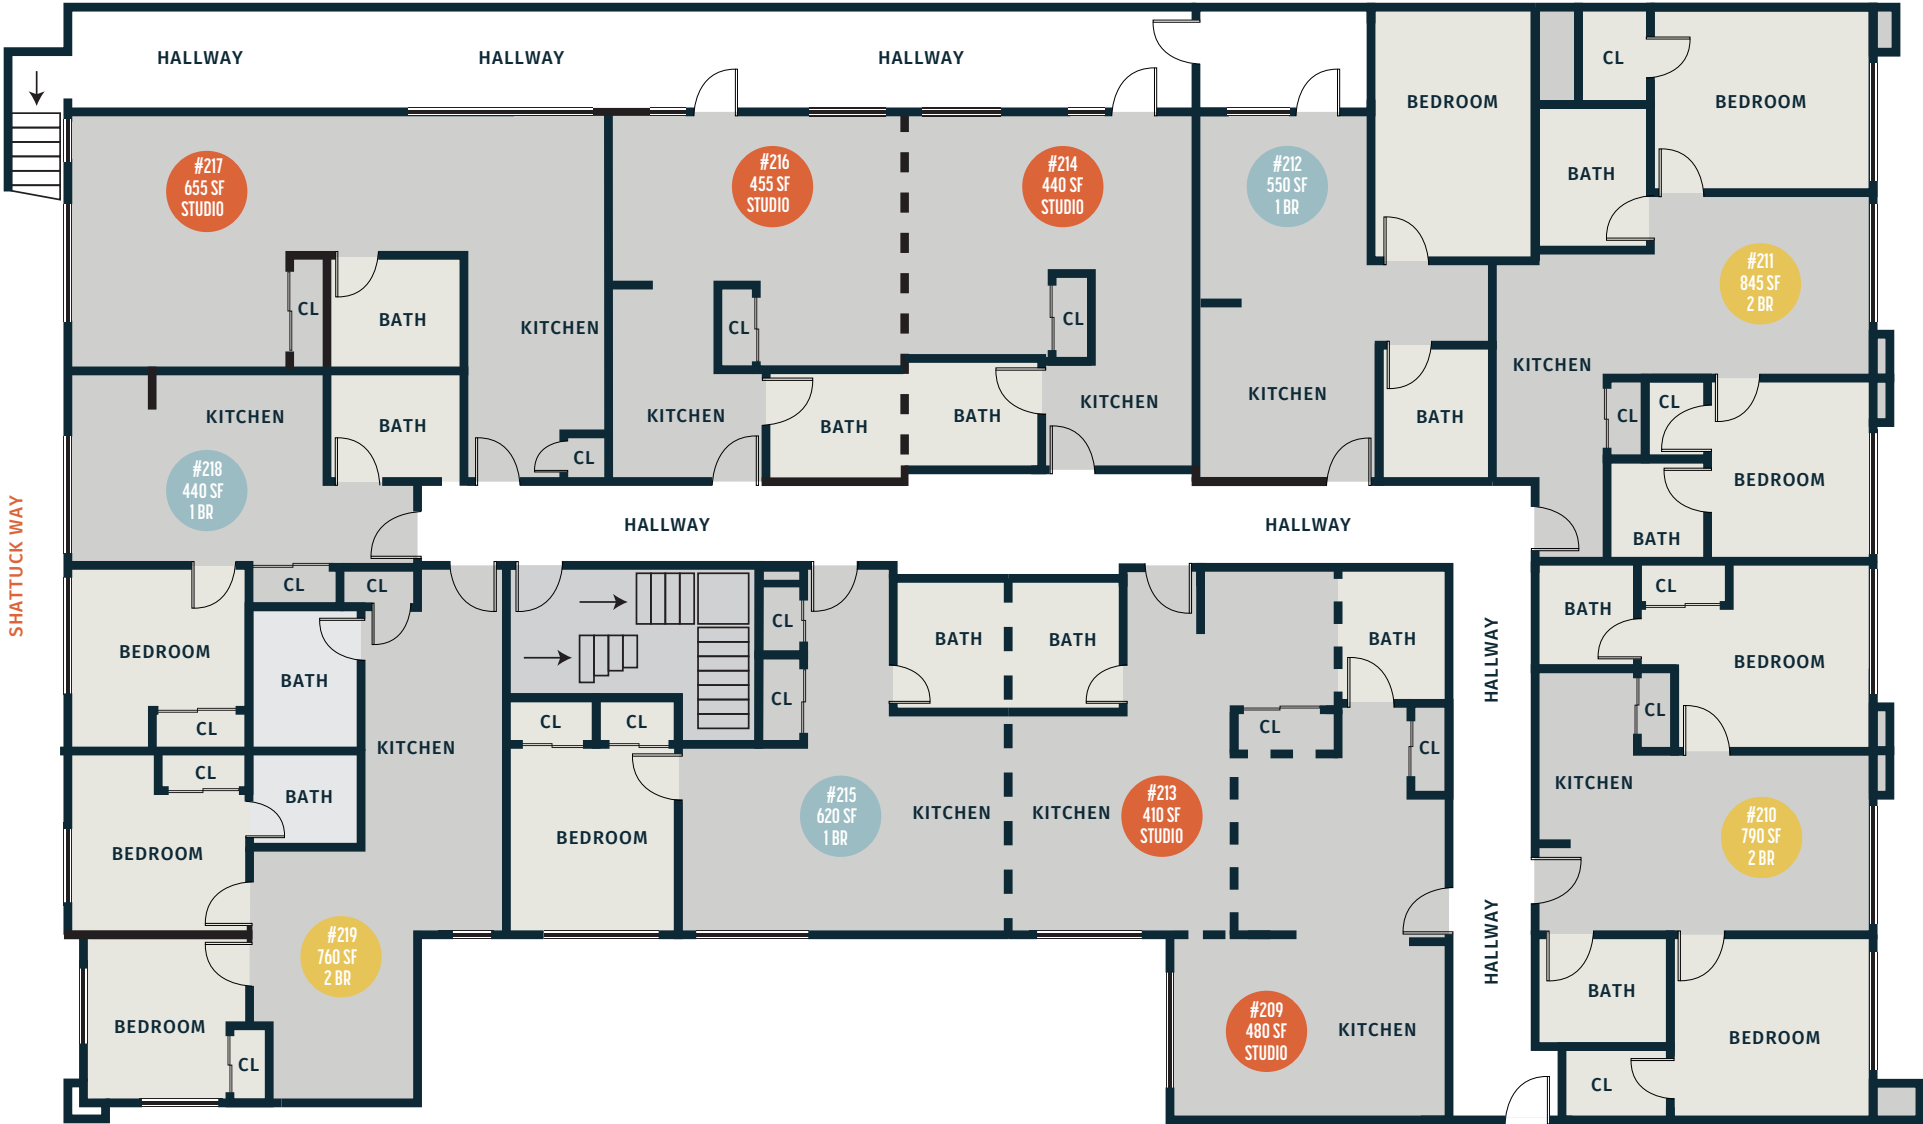 HALLWAY
HALLWAY
HALLWAY
CL
BEDROOM
BEDROOM
#217
655 SF
STUDIO
#216
455 SF
STUDIO
#214
440 SF
STUDIO
#212
550 SF
1 BR
BATH
#211
845 SF
2 BR
CL
BATH
KITCHEN
CL
CL
KITCHEN
KITCHEN
BATH
KITCHEN
BATH
BATH
KITCHEN
KITCHEN
BATH
CL
CL
CL
BEDROOM
#218
440 SF
1 BR
SHATTUCK WAY
HALLWAY
HALLWAY
BATH
CL
CL
CL
BATH
BATH
BATH
BATH
CL
HALLWAY
BEDROOM
BATH
BEDROOM
CL
CL
CL
CL
CL
CL
CL
KITCHEN
CL
BATH
BEDROOM
BEDROOM
#215
620 SF
1 BR
KITCHEN
KITCHEN
#213
410 SF
STUDIO
KITCHEN
#210
790 SF
2 BR
#219
760 SF
2 BR
HALLWAY
BATH
BEDROOM
CL
#209
480 SF
STUDIO
KITCHEN
BEDROOM
CL